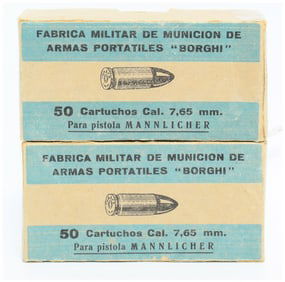 FABRICA MILITAR DE MUNICION DE
ARMAS PORTATILES "BORGHI"
50 Cartuchos Cal. 7,65 mm.
Para pistola MANNLICHER
FABRICA MILITAR DE MUNICION DE
ARMAS PORTATILES "BORGHI"
50 Cartuchos Cal. 7,65 mm.
Para pistola MANNLICHER